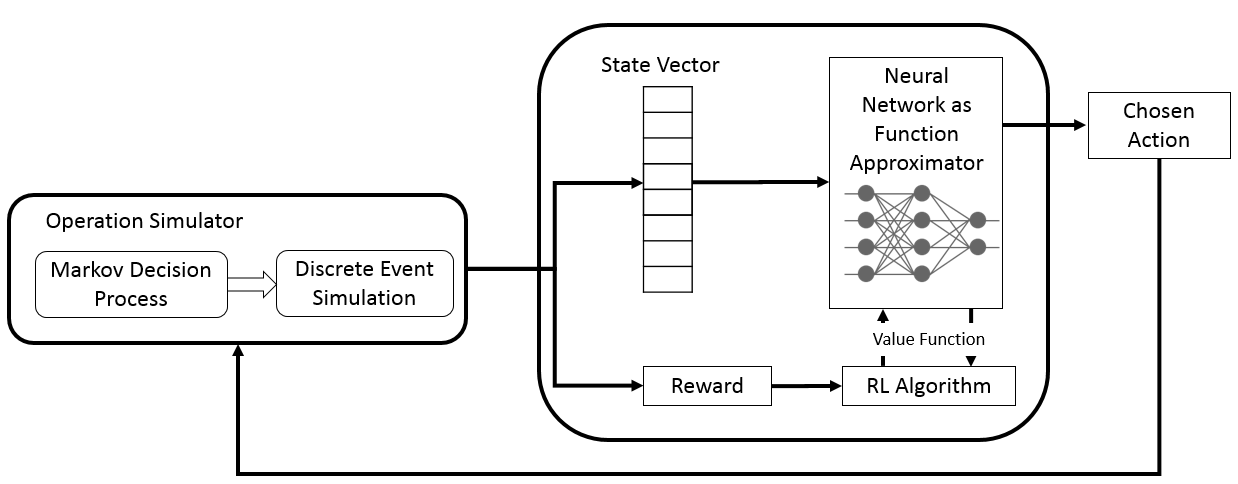 State Vector
Neural
Network as
Function
Approximator
Chosen
Action
Operation Simulator
Markov Decision
Process
Discrete Event
Simulation
Value Function
Reward
RL Algorithm